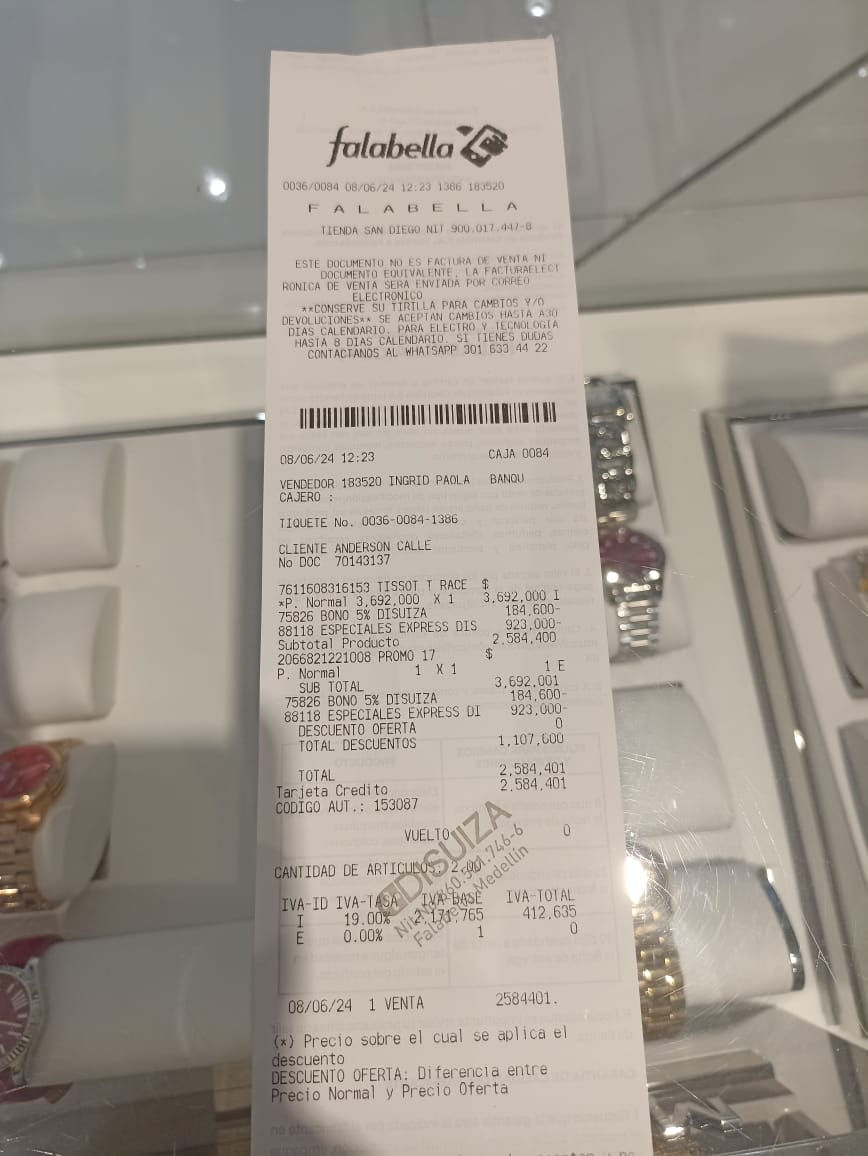 falabella
0036/0084 08/06/24 12:23 1386 183520
F A L A B E L L A
TIENDA SAN DIEGO NIT 900.017.447-8
ESTE DOCUMENTO NO ES FACTURA DE VENTA NI
DOCUMENTO EQUIVALENTE, LA FACTURAELECT
RONICA DE VENTA SERA ENVIADA POR CORREO
ELECTRONICO
**CONSERVE SU TIRILLA PARA CAMBIOS Y/O
DEVOLUCIONES** SE ACEPTAN CAMBIOS HASTA A30
DIAS CALENDARIO. PARA ELECTRO Y TECNOLOGIA
HASTA 8 DIAS CALENDARIO. SI TIENES DUDAS
CONTACTANOS AL WHATSAPP 301 633 44 22
08/06/24 12:23 CAJA 0084
VENDEDOR 183520 INGRID PAOLA BANQU
CAJERO :
TIQUETE No. 0036-0084-1386
CLIENTE ANDERSON CALLE
No DOC 70143137
7611608316153 TISSOT T RACE $
*P. Normal 3,692,000 X 1 3,692,000 I
75826 BONO 5% DISUIZA 184,600-
88118 ESPECIALES EXPRESS DIS 923,000-
Subtotal Producto 2,584,400
2066821221008 PROMO 17 $
P. Normal 1 X 1 1 E
SUB TOTAL 3,692,001
75826 BONO 5% DISUIZA 184,600-
88118 ESPECIALES EXPRESS DI 923,000-
DESCUENTO OFERTA 0
TOTAL DESCUENTOS 1,107,600
TOTAL 2,584,401
Tarjeta Credito 2,584,401
CODIGO AUT.: 153087
VUELTO 0
CANTIDAD DE ARTICULOS: 2.00
DISUIZA
Falabella Medellín
IVA-ID IVA-TASA IVA-BASE IVA-TOTAL
I 19.00% 2,171,765 412,635
E 0.00% 1 0
08/06/24 1 VENTA 2584401.
(*) Precio sobre el cual se aplica el
descuento
DESCUENTO OFERTA: Diferencia entre
Precio Normal y Precio Oferta